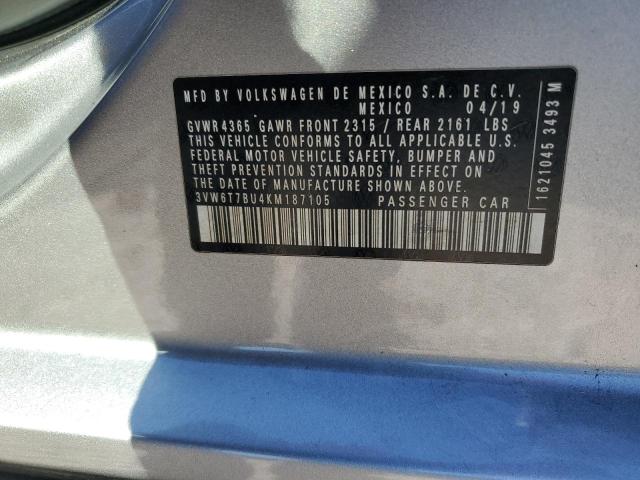 MFD BY VOLKSWAGEN DE MEXICO S.A. DE C.V.
MEXICO 04/19
GVWR 4365 GAWR FRONT 2315 / REAR 2161 LBS
THIS VEHICLE CONFORMS TO ALL APPLICABLE U.S.
FEDERAL MOTOR VEHICLE SAFETY, BUMPER AND
THEFT PREVENTION STANDARDS IN EFFECT ON
THE DATE OF MANUFACTURE SHOWN ABOVE.
3VW6T7BU4KM187105 PASSENGER CAR
1621045 3493 M